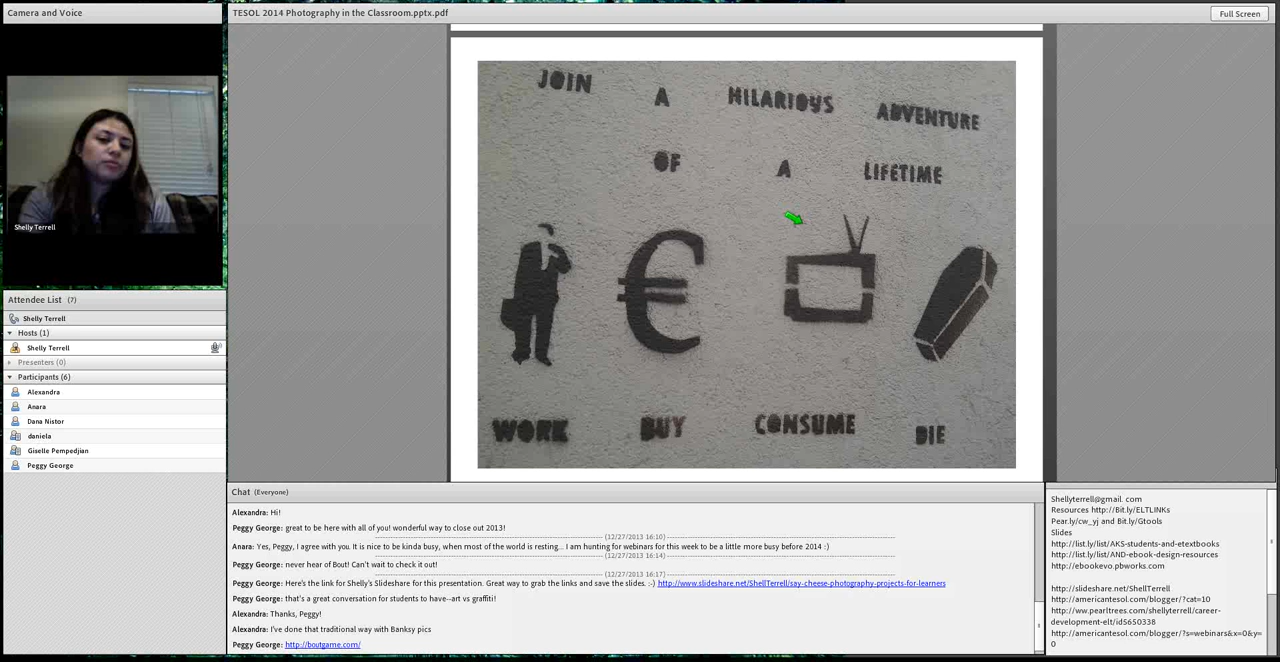 Camera and Voice
Shelly Terrell
Attendee List (7)
Shelly Terrell
Hosts (1)
Shelly Terrell
Presenters (0)
Participants (6)
Alexandra
Anara
Dana Nistor
daniela
Giselle Pempedjian
Peggy George
TESOL 2014 Photography in the Classroom.pptx.pdf
Full Screen
JOIN A HILARIOUS ADVENTURE
OF A LIFETIME
€
WORK BUY CONSUME DIE
Chat (Everyone)
Alexandra: Hi!
Peggy George: great to be here with all of you! wonderful way to close out 2013!
(12/27/2013 16:10)
Anara: Yes, Peggy, I agree with you. It's nice to be kinda busy, when most of the world is resting... I am hunting for webinars for this week to be a little more busy before 2014 :)
(12/27/2013 16:14)
Peggy George: never hear of Bout! Can't wait to check it out!
(12/27/2013 16:17)
Peggy George: Here's the link for Shelly's Slideshare for this presentation. Great way to grab the links and save the slides. :-) http://www.slideshare.net/ShellTerrell/say-cheese-photography-projects-for-learners
Peggy George: that's a great conversation for students to have--art vs graffiti!
Alexandra: Thanks, Peggy!
Alexandra: I've done that traditional way with Banksy pics
Peggy George: http://boutgame.com/
Shellyterrell@gmail. com
Resources http://Bit.ly/ELTLINKs
Pear.ly/cw_yj and Bit.ly/Gtools
Slides
http://list.ly/list/AKS-students-and-etextbooks
http://list.ly/list/AND-ebook-design-resources
http://ebookevo.pbworks.com
http://slideshare.net/ShellTerrell
http://americantesol.com/blogger/?cat=10
http://ww.pearltrees.com/shellyterrell/career-
development-elt/id5650338
http://americantesol.com/blogger/?s=webinars&x=0&y=
0